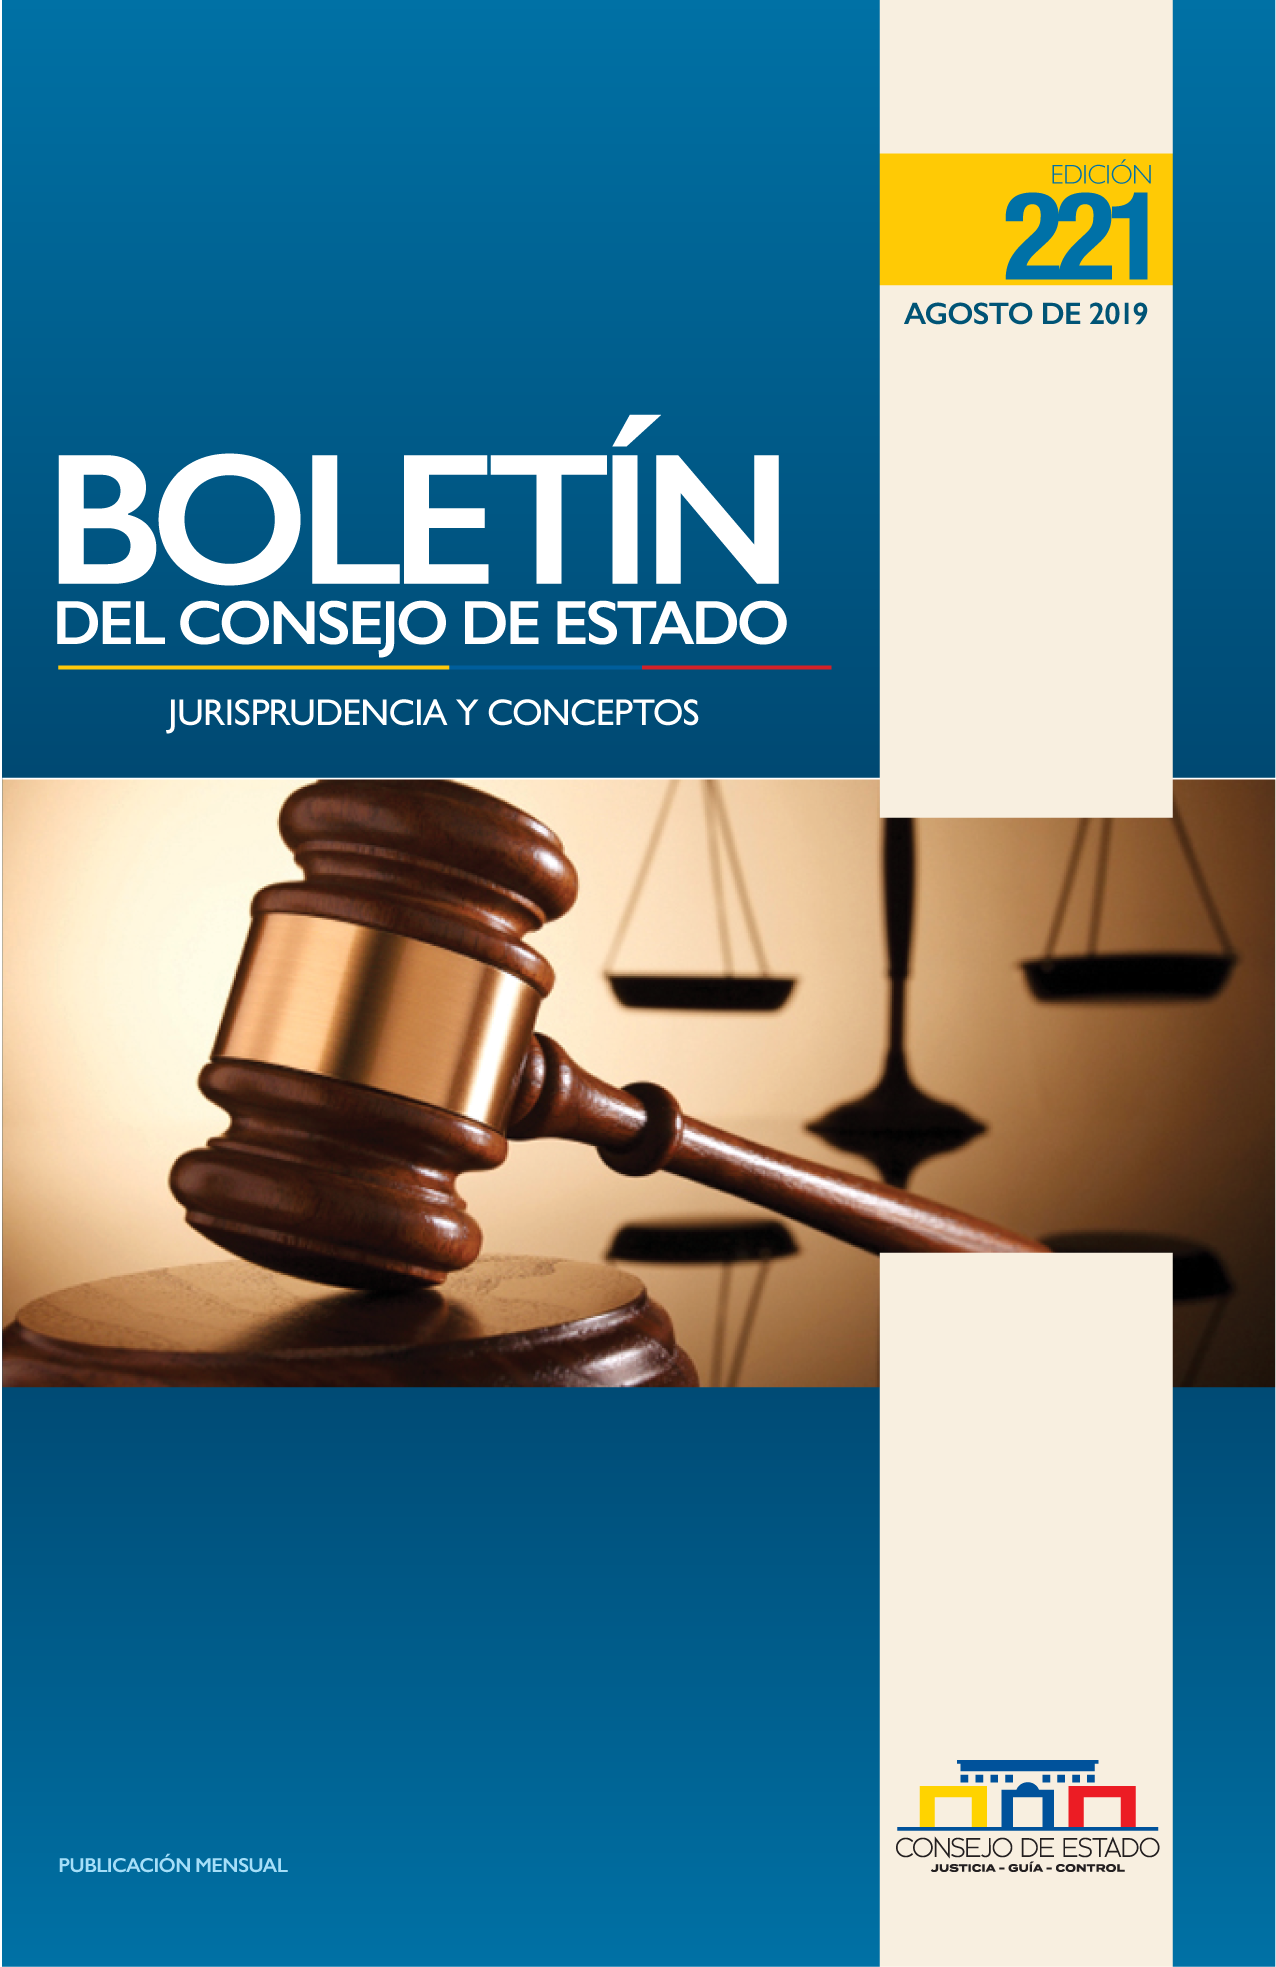 EDICIÓN
221
AGOSTO DE 2019
BOLETÍN
DEL CONSEJO DE ESTADO
JURISPRUDENCIA Y CONCEPTOS
PUBLICACIÓN MENSUAL
CONSEJO DE ESTADO
JUSTICIA - GUÍA - CONTROL